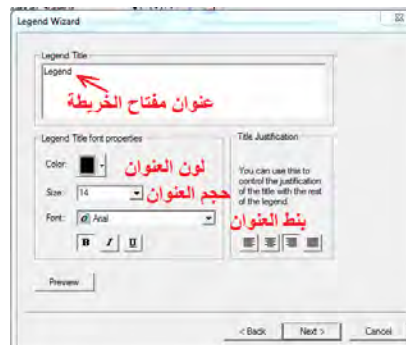 Legend Wizard
Legend Title
Legend
عنوان مفتاح الخريطة
Legend Title font properties
Color:
لون العنوان
Size:
14
حجم العنوان
Font:
Arial
بنط العنوان
B I U
Title Justification
You can use this to
control the justification
of the title with the rest
of the legend.
Preview
< Back
Next >
Cancel